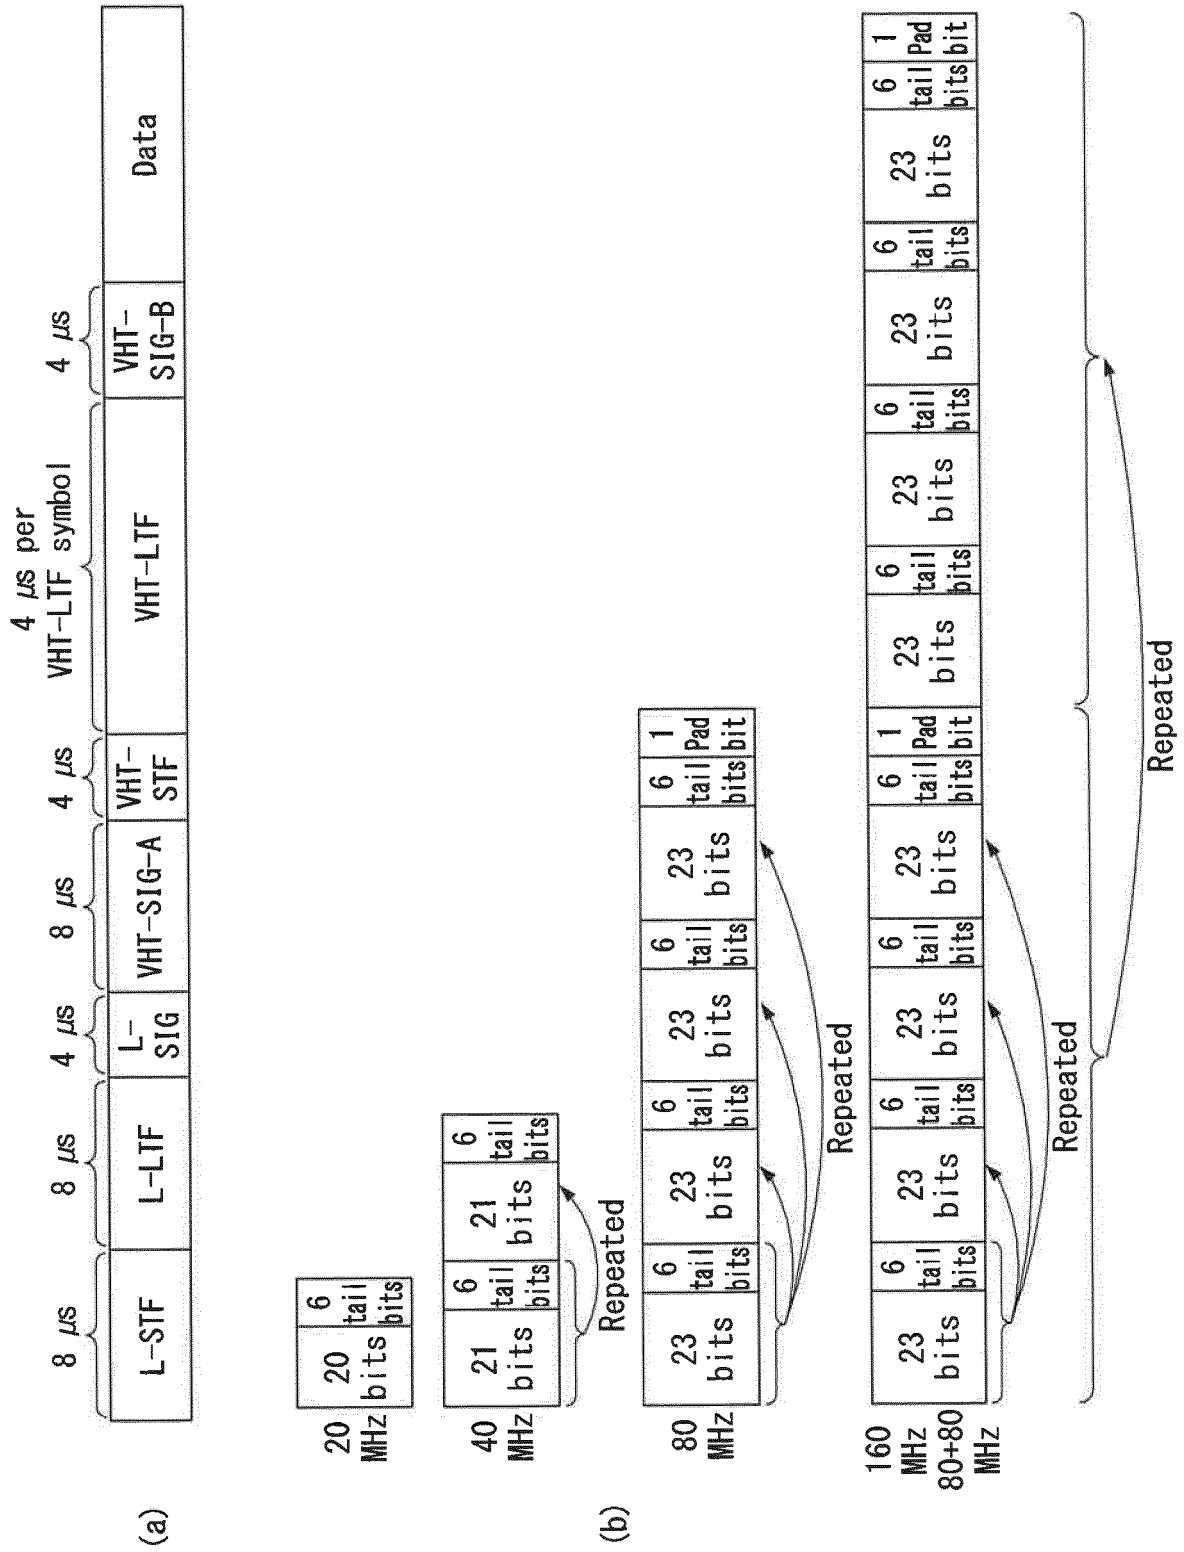 (a)
8 μs
8 μs
4 μs
8 μs
4 μs
4 μs per
VHT-LTF symbol
4 μs
L-STF
L-LTF
L-
SIG
VHT-SIG-A
VHT-
STF
VHT-LTF
VHT-
SIG-B
Data
(b)
20
MHz
20
bits
6
tail
bits
40
MHz
21
bits
6
tail
bits
21
bits
6
tail
bits
Repeated
80
MHz
23
bits
6
tail
bits
23
bits
6
tail
bits
23
bits
6
tail
bits
23
bits
6
tail
bits
1
Pad
bit
Repeated
160
MHz
80+80
MHz
23
bits
6
tail
bits
23
bits
6
tail
bits
23
bits
6
tail
bits
23
bits
6
tail
bits
1
Pad
bit
23
bits
6
tail
bits
23
bits
6
tail
bits
23
bits
6
tail
bits
23
bits
6
tail
bits
1
Pad
bit
Repeated
Repeated